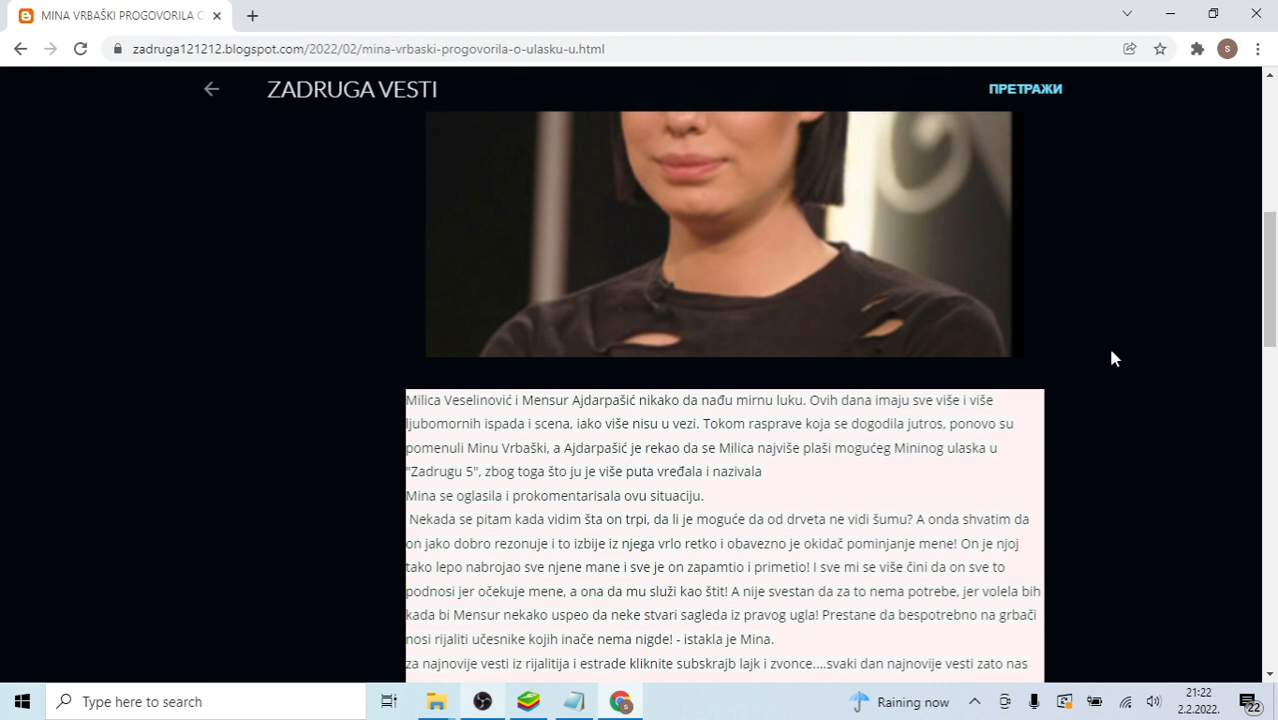 MINA VRBAŠKI PROGOVORILA O
zadruga121212.blogspot.com/2022/02/mina-vrbaski-progovorila-o-ulasku-u.html
S
ZADRUGA VESTI
ПРЕТРАЖИ
Milica Veselinović i Mensur Ajdarpašić nikako da nađu mirnu luku. Ovih dana imaju sve više i više
ljubomornih ispada i scena, iako više nisu u vezi. Tokom rasprave koja se dogodila jutros, ponovo su
pomenuli Minu Vrbaški, a Ajdarpašić je rekao da se Milica najviše plaši mogućeg Mininog ulaska u
"Zadrugu 5", zbog toga što ju je više puta vređala i nazivala
Mina se oglasila i prokomentarisala ovu situaciju.
Nekada se pitam kada vidim šta on trpi, da li je moguće da od drveta ne vidi šumu? A onda shvatim da
on jako dobro rezonuje i to izbije iz njega vrlo retko i obavezno je okidač pominjanje mene! On je njoj
tako lepo nabrojao sve njene mane i sve je on zapamtio i primetio! I sve mi se više čini da on sve to
podnosi jer očekuje mene, a ona da mu služi kao štit! A nije svestan da za to nema potrebe, jer volela bih
kada bi Mensur nekako uspeo da neke stvari sagleda iz pravog ugla! Prestane da bespotrebno na grbači
nosi rijaliti učesnike kojih inače nema nigde! - istakla je Mina.
za najnovije vesti iz rijalitija i estrade kliknite subskrajb lajk i zvonce....svaki dan najnovije vesti zato nas
Type here to search
S
Raining now
21:22
2.2.2022.
22